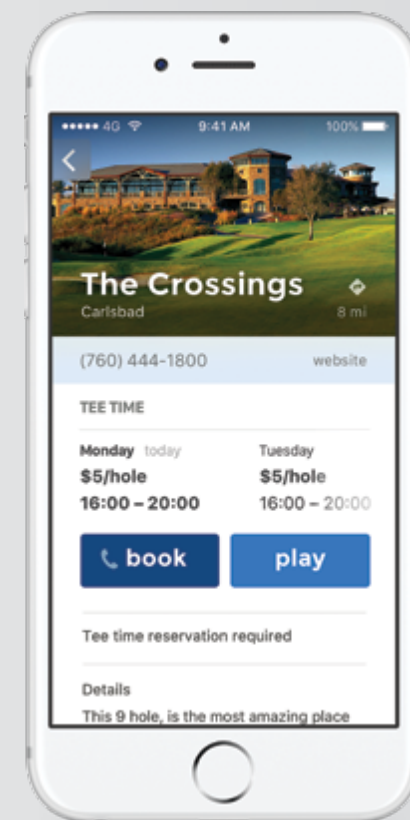 4G 9:41 AM 100%
The Crossings
Carlsbad 8 mi
(760) 444-1800 website
TEE TIME
Monday today Tuesday
$5/hole $5/hole
16:00 – 20:00 16:00 – 20:00
book play
Tee time reservation required
Details
This 9 hole, is the most amazing place